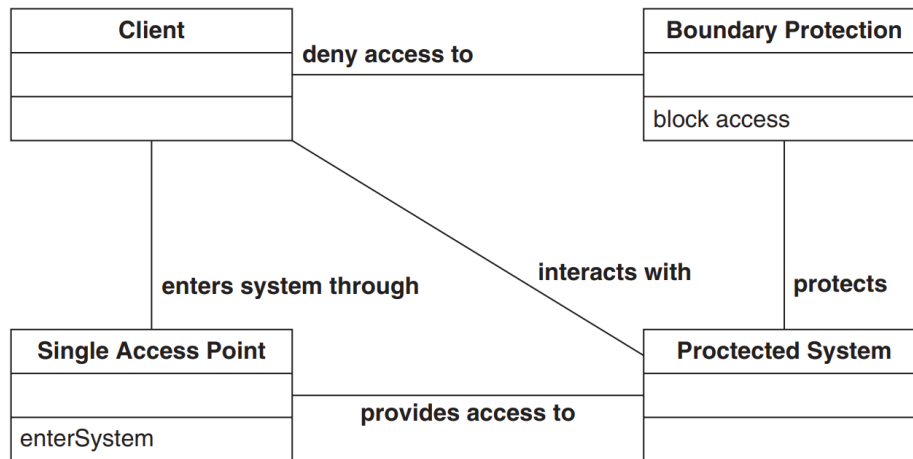 Client
Boundary Protection
deny access to
block access
interacts with
enters system through
protects
Single Access Point
Proctected System
provides access to
enterSystem